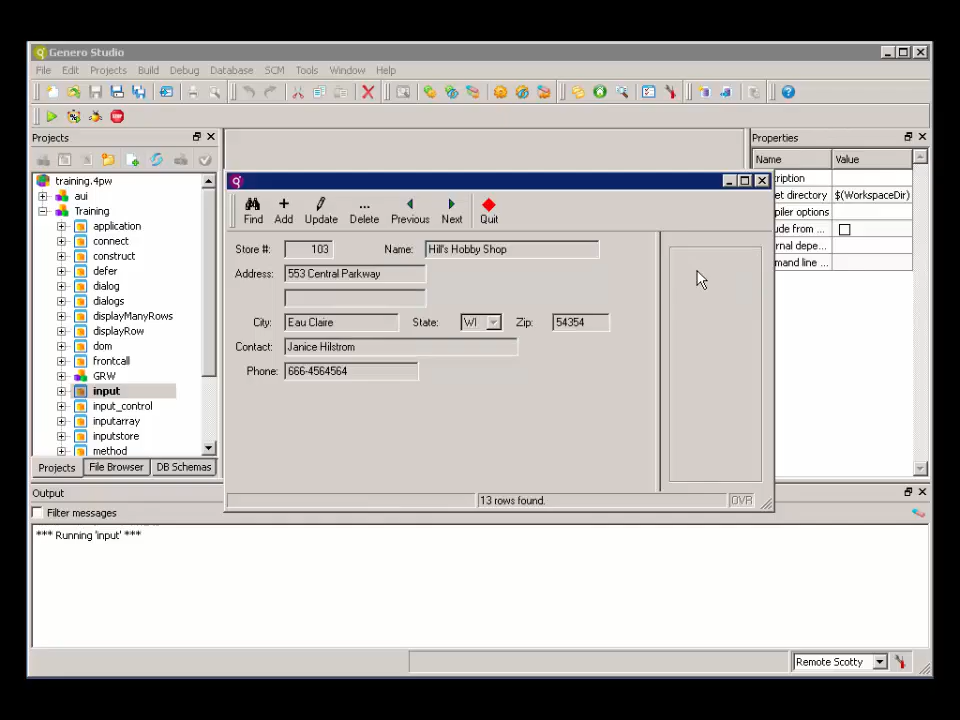 Genero Studio
File Edit Projects Build Debug Database SCM Tools Window Help
Projects
Properties
training.4pw
aui
Training
application
connect
construct
defer
dialog
dialogs
displayManyRows
displayRow
dom
frontcall
GRW
input
input_control
inputarray
inputstore
method
Projects File Browser DB Schemas
Find Add Update Delete Previous Next Quit
Store #: 103 Name: Hill's Hobby Shop
Address: 553 Central Parkway
City: Eau Claire State: WI Zip: 54354
Contact: Janice Hilstrom
Phone: 666-4564564
13 rows found. OVR
Name Value
ription
et directory $(WorkspaceDir)
piler options
ude from ...
rnal depe...
mand line ...
Output
Filter messages
*** Running 'input' ***
Remote Scotty